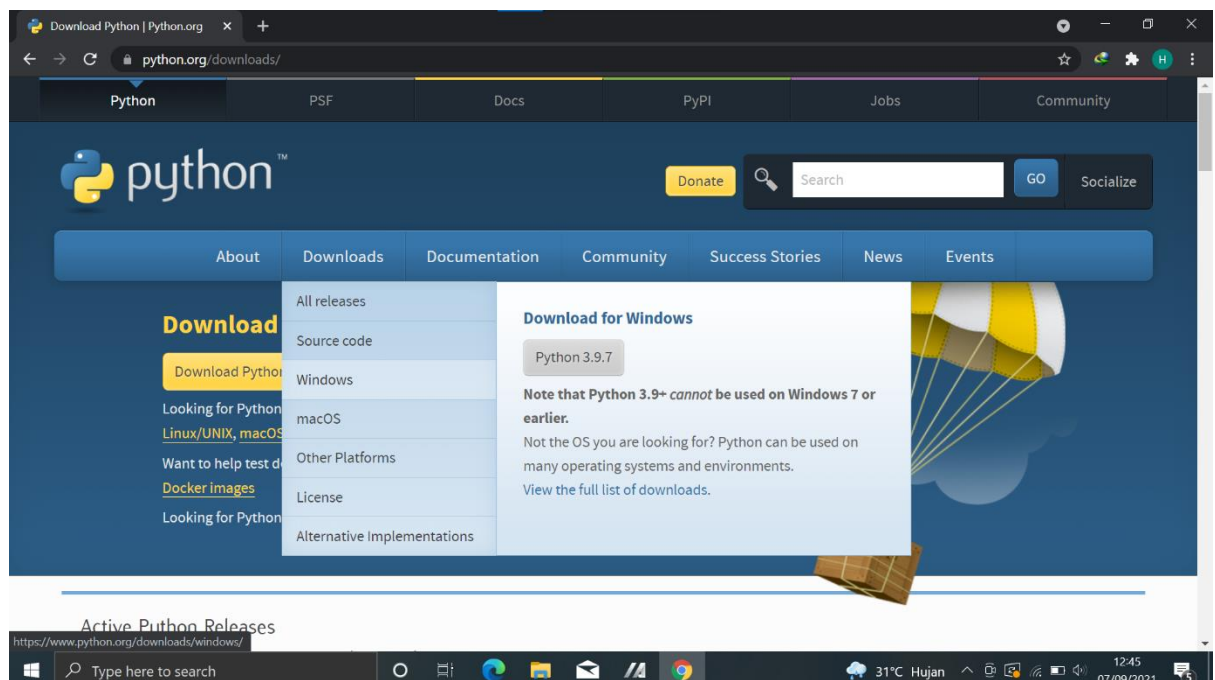 Download Python | Python.org
python.org/downloads/
H
Python PSF Docs PyPI Jobs Community
python™
Donate Search GO Socialize
About Downloads Documentation Community Success Stories News Events
Download
Download Python
Looking for Python
Linux/UNIX, macOS
Want to help test d
Docker images
Looking for Python
All releases
Source code
Windows
macOS
Other Platforms
License
Alternative Implementations
Download for Windows
Python 3.9.7
Note that Python 3.9+ cannot be used on Windows 7 or
earlier.
Not the OS you are looking for? Python can be used on
many operating systems and environments.
View the full list of downloads.
Active Python Releases
https://www.python.org/downloads/windows/
Type here to search
31°C Hujan
12:45
07/09/2021
5